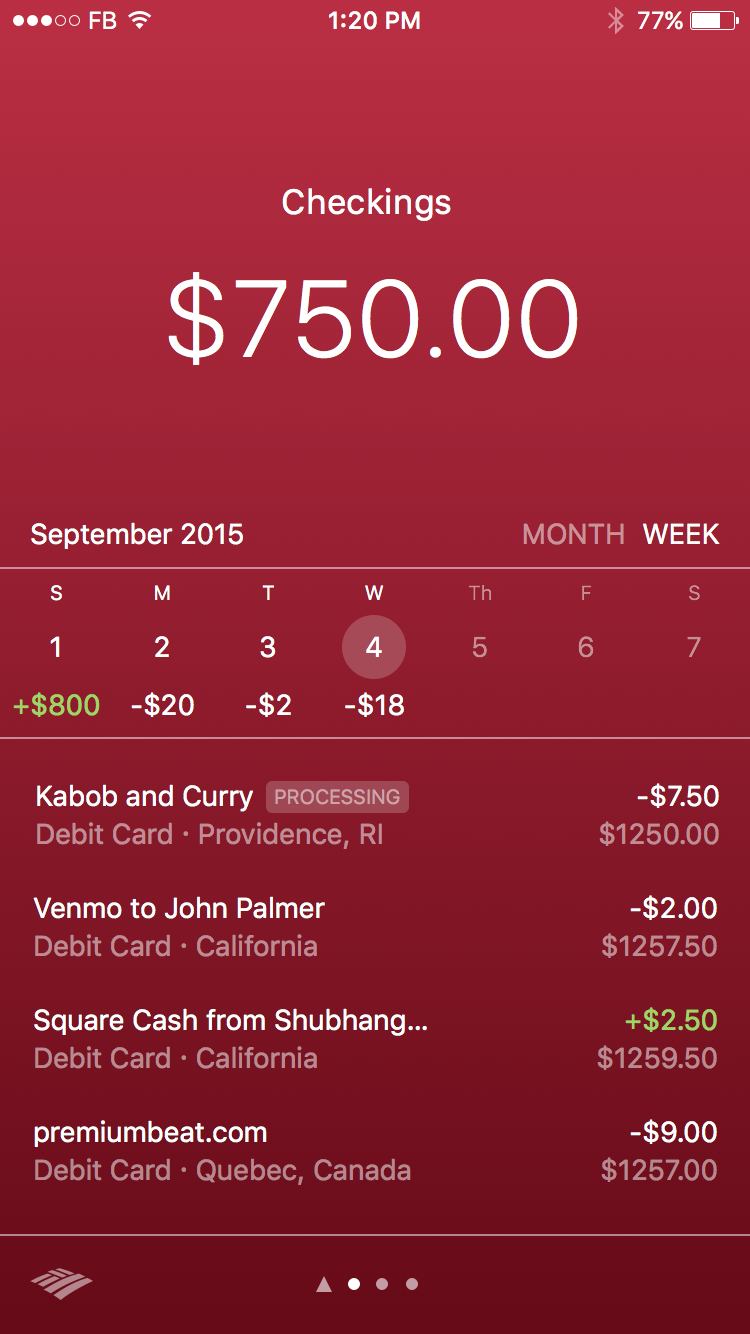 FB 1:20 PM 77%
Checkings
$750.00
September 2015 MONTH WEEK
S M T W Th F S
1 2 3 4 5 6 7
+$800 -$20 -$2 -$18
Kabob and Curry PROCESSING -$7.50
Debit Card · Providence, RI $1250.00
Venmo to John Palmer -$2.00
Debit Card · California $1257.50
Square Cash from Shubhang... +$2.50
Debit Card · California $1259.50
premiumbeat.com -$9.00
Debit Card · Quebec, Canada $1257.00